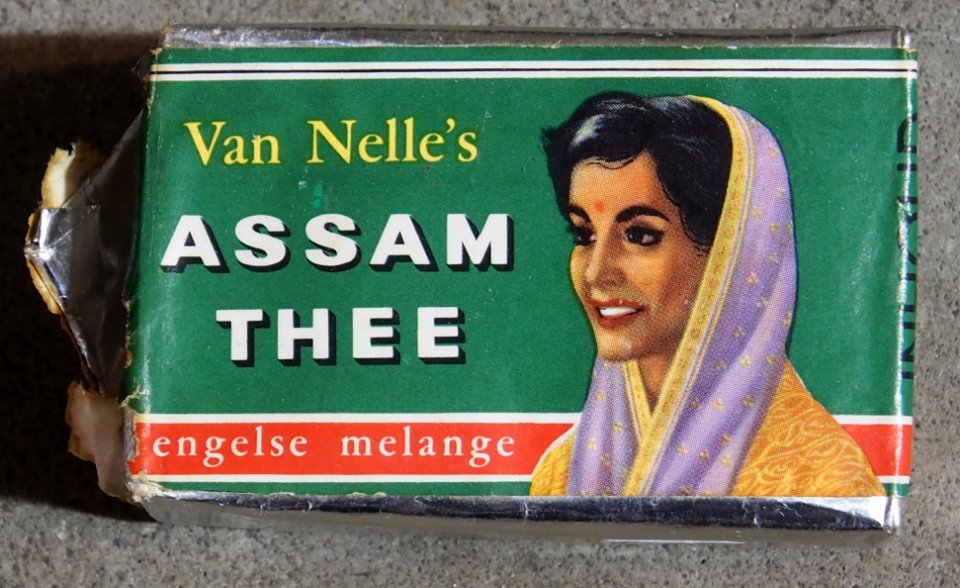 Van Nelle's
ASSAM
THEE
engelse melange